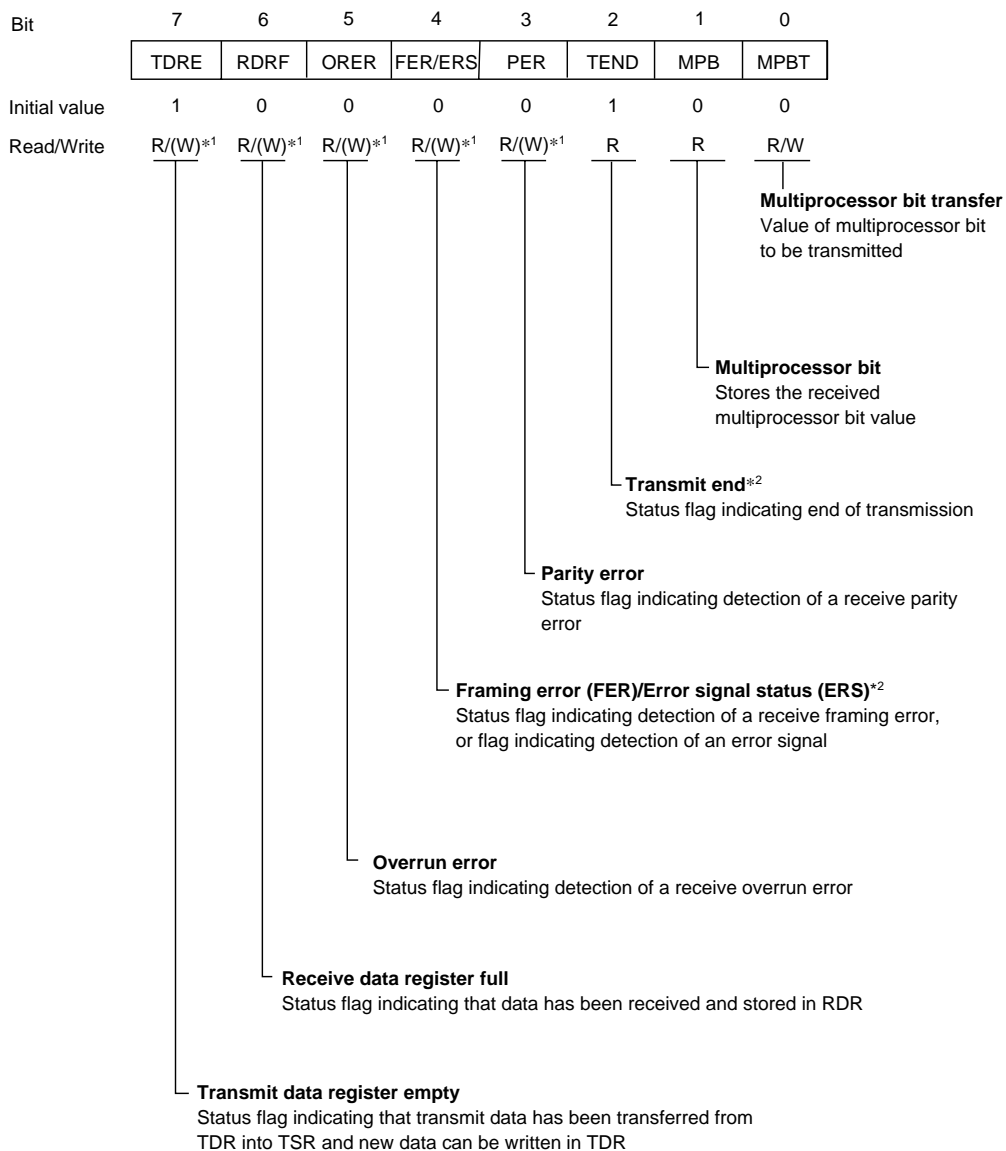 Bit 7 6 5 4 3 2 1 0
TDRE RDRF ORER FER/ERS PER TEND MPB MPBT
Initial value 1 0 0 0 0 1 0 0
Read/Write R/(W)*1 R/(W)*1 R/(W)*1 R/(W)*1 R/(W)*1 R R R/W
Multiprocessor bit transfer
Value of multiprocessor bit
to be transmitted
Multiprocessor bit
Stores the received
multiprocessor bit value
Transmit end*2
Status flag indicating end of transmission
Parity error
Status flag indicating detection of a receive parity
error
Framing error (FER)/Error signal status (ERS)*2
Status flag indicating detection of a receive framing error,
or flag indicating detection of an error signal
Overrun error
Status flag indicating detection of a receive overrun error
Receive data register full
Status flag indicating that data has been received and stored in RDR
Transmit data register empty
Status flag indicating that transmit data has been transferred from
TDR into TSR and new data can be written in TDR